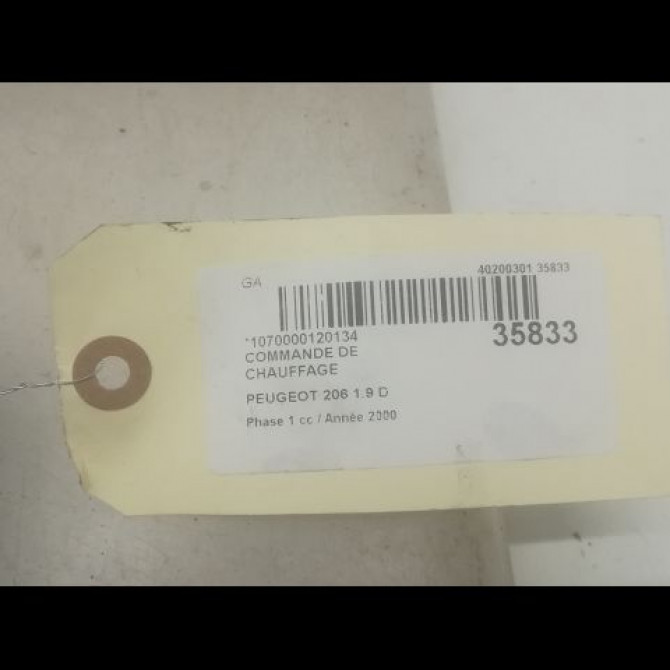 GA
40200301 35833
*1070000120134
35833
COMMANDE DE
CHAUFFAGE
PEUGEOT 206 1.9 D
Phase 1 cc / Année 2000